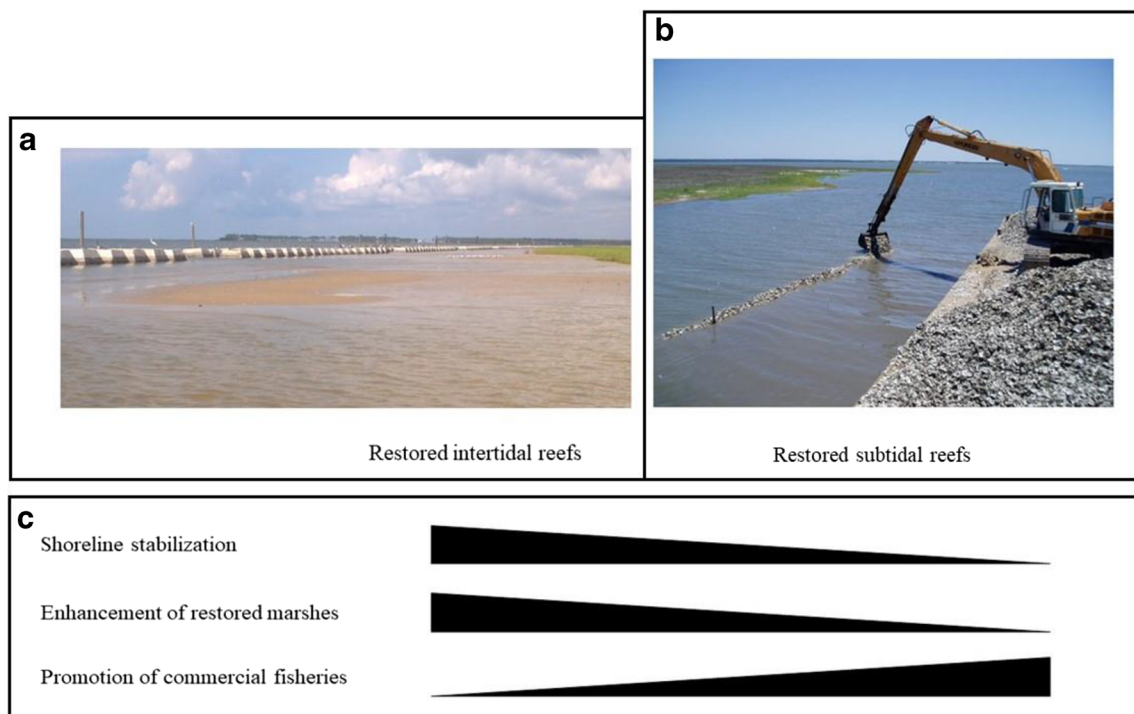 a
Restored intertidal reefs
b
Restored subtidal reefs
c
Shoreline stabilization
Enhancement of restored marshes
Promotion of commercial fisheries